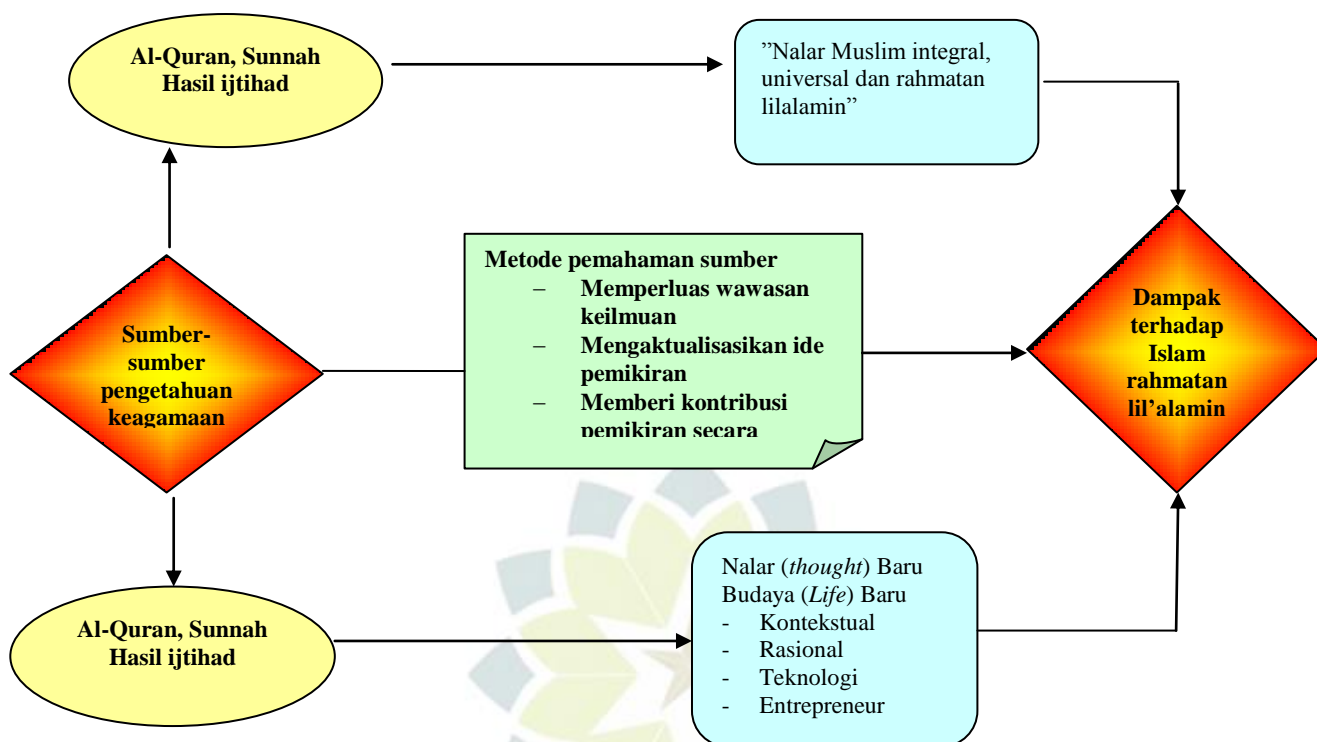 Al-Quran, Sunnah
Hasil ijtihad
”Nalar Muslim integral,
universal dan rahmatan
lilalamin”
Sumber-
sumber
pengetahuan
keagamaan
Metode pemahaman sumber
– Memperluas wawasan
keilmuan
– Mengaktualisasikan ide
pemikiran
– Memberi kontribusi
pemikiran secara
Dampak
terhadap
Islam
rahmatan
lil’alamin
Al-Quran, Sunnah
Hasil ijtihad
Nalar (thought) Baru
Budaya (Life) Baru
- Kontekstual
- Rasional
- Teknologi
- Entrepreneur